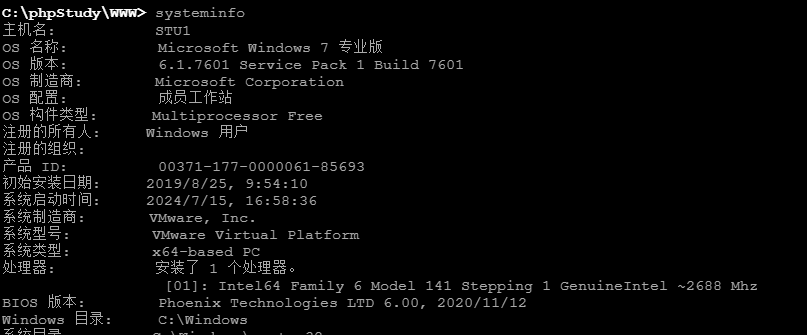 C:\phpStudy\WWW> systeminfo
主机名: STU1
OS 名称: Microsoft Windows 7 专业版
OS 版本: 6.1.7601 Service Pack 1 Build 7601
OS 制造商: Microsoft Corporation
OS 配置: 成员工作站
OS 构件类型: Multiprocessor Free
注册的所有人: Windows 用户
注册的组织:
产品 ID: 00371-177-0000061-85693
初始安装日期: 2019/8/25, 9:54:10
系统启动时间: 2024/7/15, 16:58:36
系统制造商: VMware, Inc.
系统型号: VMware Virtual Platform
系统类型: x64-based PC
处理器: 安装了 1 个处理器。
[01]: Intel64 Family 6 Model 141 Stepping 1 GenuineIntel ~2688 Mhz
BIOS 版本: Phoenix Technologies LTD 6.00, 2020/11/12
Windows 目录: C:\Windows